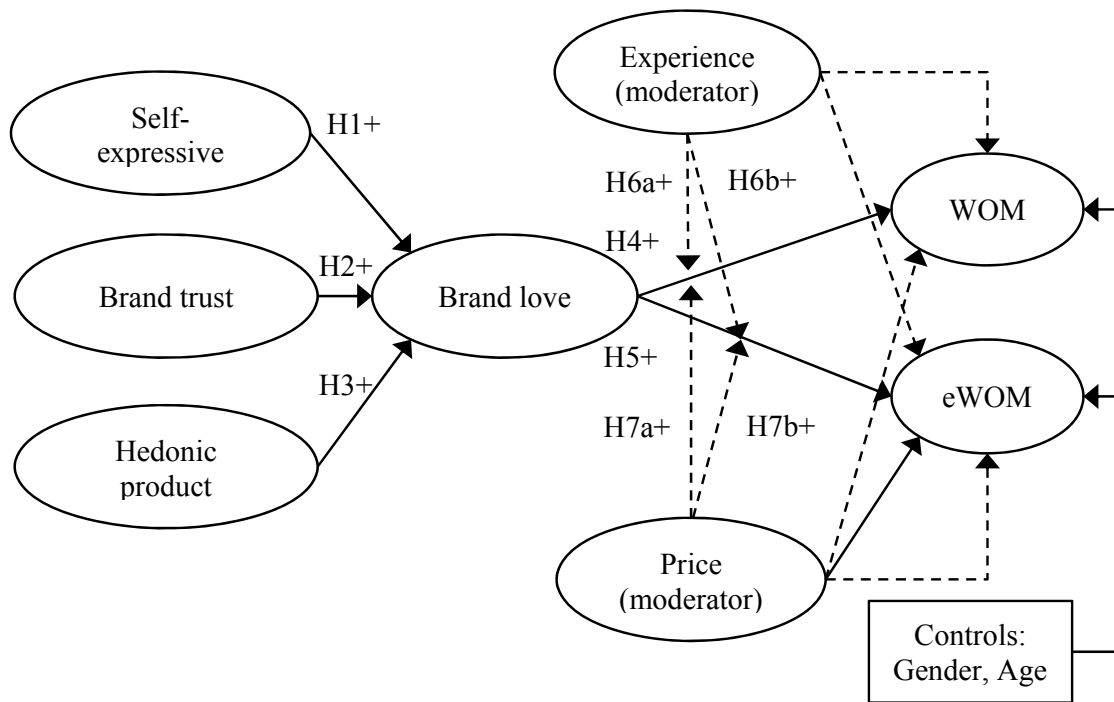 Experience
(moderator)
Self-
expressive
H1+
H6a+
H6b+
WOM
H4+
H2+
Brand trust
Brand love
H5+
H3+
eWOM
H7a+
H7b+
Hedonic
product
Price
(moderator)
Controls:
Gender, Age